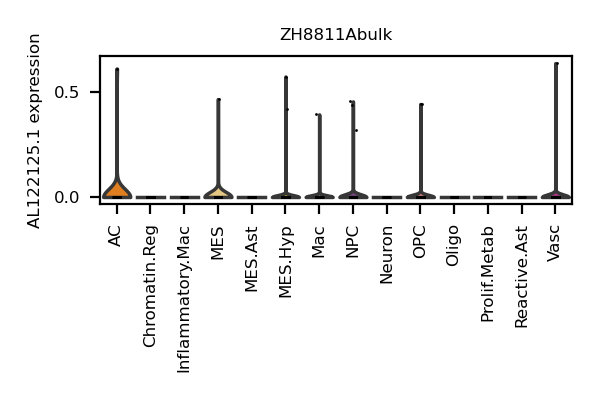 ZH8811Abulk
AL122125.1 expression
0.5
0.0
AC
Chromatin.Reg
Inflammatory.Mac
MES
MES.Ast
MES.Hyp
Mac
NPC
Neuron
OPC
Oligo
Prolif.Metab
Reactive.Ast
Vasc